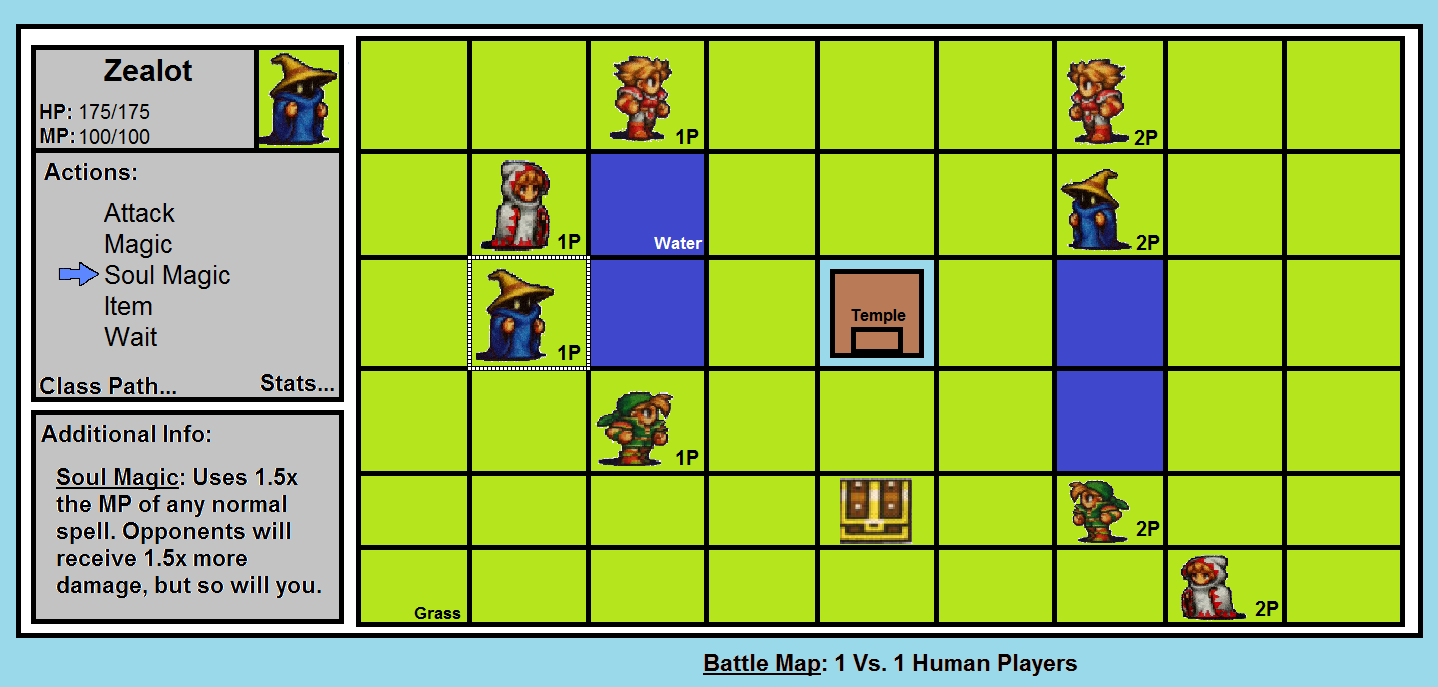 Zealot
HP: 175/175
MP: 100/100
Actions:
Attack
Magic
Soul Magic
Item
Wait
Class Path...
Stats...
Additional Info:
Soul Magic: Uses 1.5x
the MP of any normal
spell. Opponents will
receive 1.5x more
damage, but so will you.
1P
2P
1P
Water
2P
1P
Temple
1P
2P
Grass
2P
Battle Map: 1 Vs. 1 Human Players